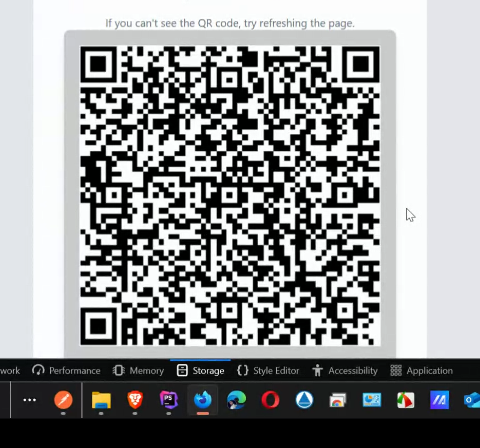 If you can't see the QR code, try refreshing the page.
work Performance Memory Storage Style Editor Accessibility Application
PS